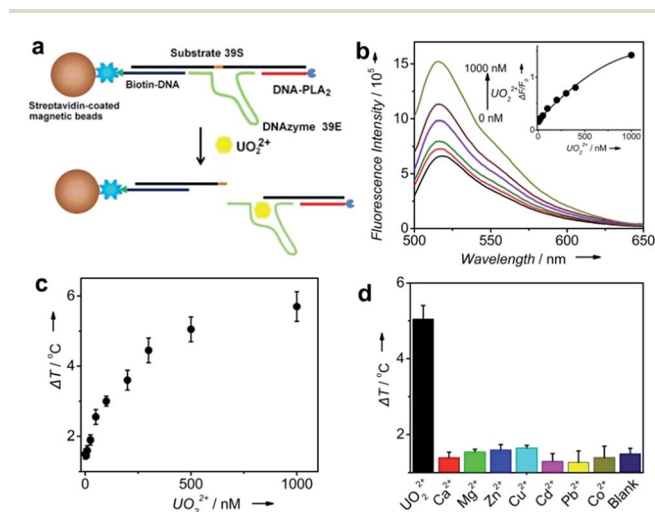 a
Substrate 39S
Biotin-DNA
DNA-PLA₂
Streptavidin-coated
magnetic beads
DNAzyme 39E
UO₂²⁺
b
Fluorescence Intensity / 10⁵
15
10
5
0
500 550 600 650
Wavelength / nm
1000 nM
UO₂²⁺
0 nM
ΔF/F₀
1
0
0 500 1000
UO₂²⁺ / nM
c
ΔT / °C
6
4
2
0 500 1000
UO₂²⁺ / nM
d
ΔT / °C
6
4
2
UO₂²⁺ Ca²⁺ Mg²⁺ Zn²⁺ Cu²⁺ Cd²⁺ Pb²⁺ Co²⁺ Blank